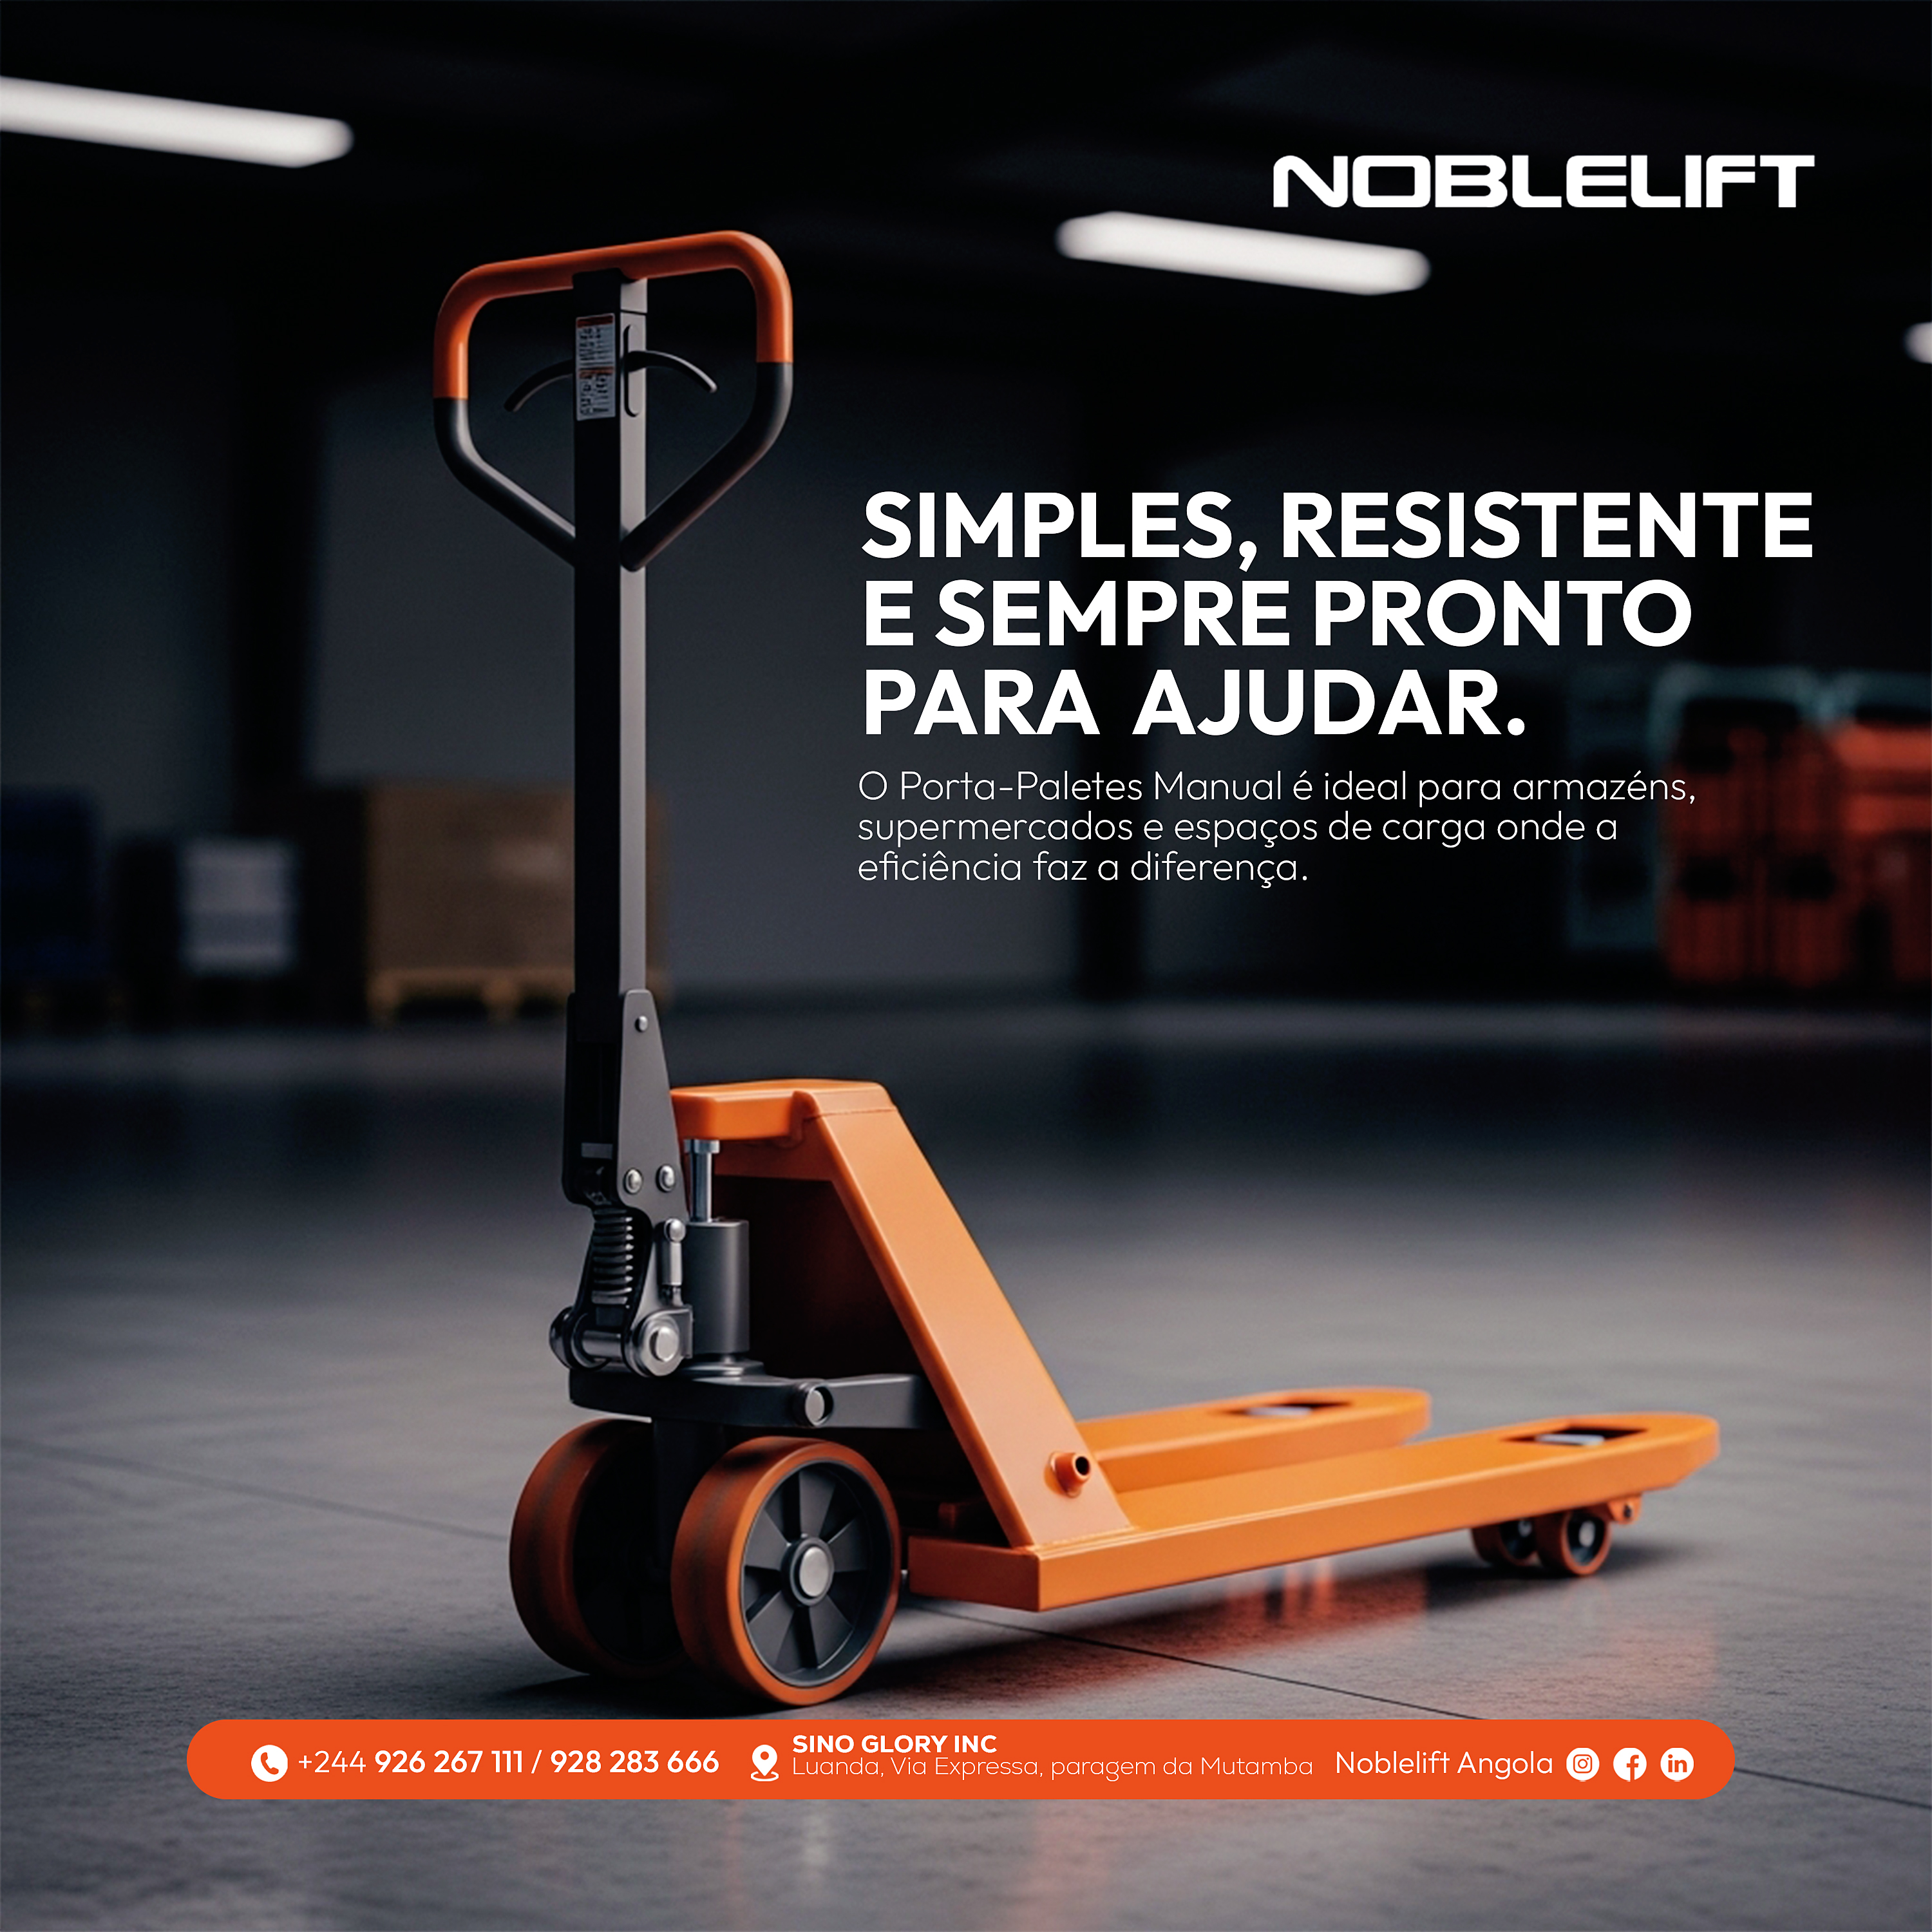 NOBLELIFT
SIMPLES, RESISTENTE
E SEMPRE PRONTO
PARA AJUDAR.
O Porta-Paletes Manual é ideal para armazéns,
supermercados e espaços de carga onde a
eficiência faz a diferença.
+244 926 267 111 / 928 283 666
SINO GLORY INC
Luanda, Via Expressa, paragem da Mutamba
Noblelift Angola